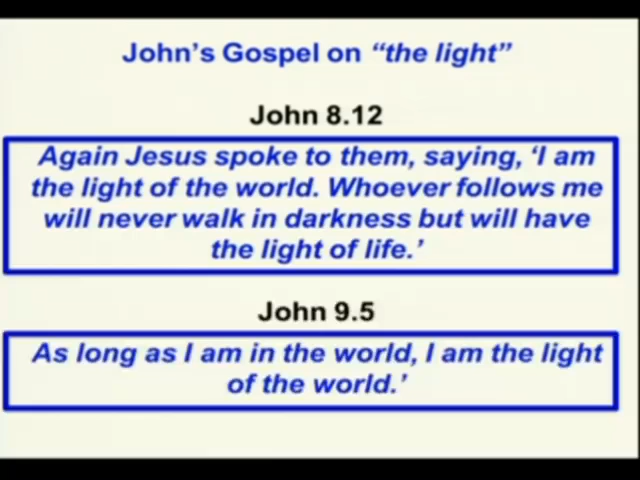 John’s Gospel on “the light”
John 8.12
Again Jesus spoke to them, saying, ‘I am
the light of the world. Whoever follows me
will never walk in darkness but will have
the light of life.’
John 9.5
As long as I am in the world, I am the light
of the world.’